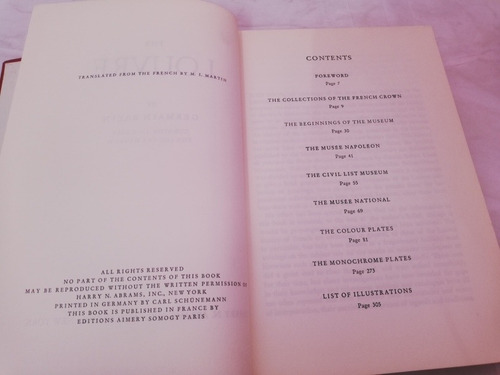 TRANSLATED FROM THE FRENCH BY M. I. MARTIN
ALL RIGHTS RESERVED
NO PART OF THE CONTENTS OF THIS BOOK
MAY BE REPRODUCED WITHOUT THE WRITTEN PERMISSION OF
HARRY N. ABRAMS, INC., NEW YORK
PRINTED IN GERMANY BY CARL SCHÜNEMANN
THIS BOOK IS PUBLISHED IN FRANCE BY
EDITIONS AIMERY SOMOGY PARIS
CONTENTS
FOREWORD
Page 7
THE COLLECTIONS OF THE FRENCH CROWN
Page 9
THE BEGINNINGS OF THE MUSEUM
Page 30
THE MUSEE NAPOLEON
Page 41
THE CIVIL LIST MUSEUM
Page 55
THE MUSEE NATIONAL
Page 69
THE COLOUR PLATES
Page 81
THE MONOCHROME PLATES
Page 275
LIST OF ILLUSTRATIONS
Page 305